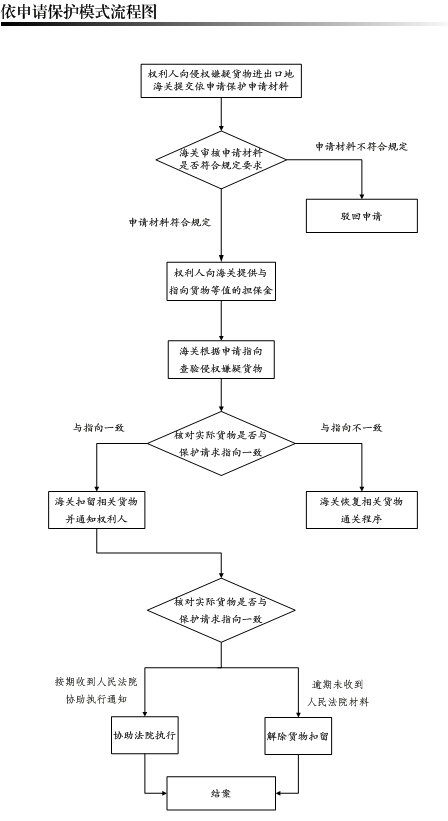 依申请保护模式流程图
权利人向侵权嫌疑货物进出口地
海关提交依申请保护申请材料
海关审核申请材料
是否符合规定要求
申请材料不符合规定
驳回申请
申请材料符合规定
权利人向海关提供与
指向货物等值的担保金
海关根据申请指向
查验侵权嫌疑货物
核对实际货物是否与
保护请求指向一致
与指向一致
与指向不一致
海关扣留相关货物
并通知权利人
海关恢复相关货物
通关程序
核对实际货物是否与
保护请求指向一致
按期收到人民法院
协助执行通知
逾期未收到
人民法院材料
协助法院执行
解除货物扣留
结案